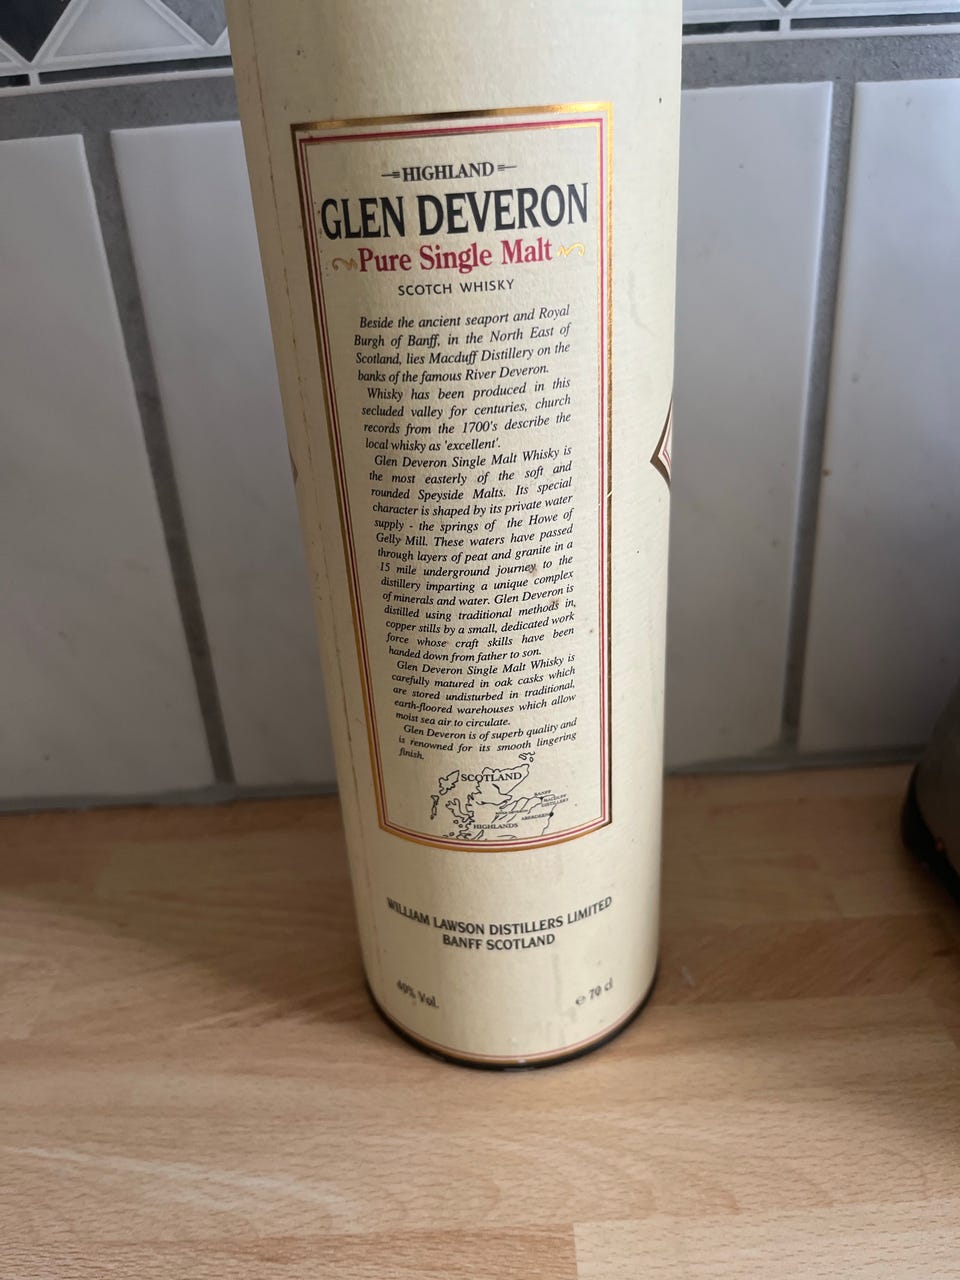 HIGHLAND
GLEN DEVERON
Pure Single Malt
SCOTCH WHISKY
Beside the ancient seaport and Royal
Burgh of Banff, in the North East of
Scotland, lies Macduff Distillery on the
banks of the famous River Deveron.
Whisky has been produced in this
secluded valley for centuries, church
records from the 1700's describe the
local whisky as 'excellent'.
Glen Deveron Single Malt Whisky is
the most easterly of the soft and
rounded Speyside Malts. Its special
character is shaped by its private water
supply - the springs of the Howe of
Gelly Mill. These waters have passed
through layers of peat and granite in a
15 mile underground journey to the
distillery imparting a unique complex
of minerals and water. Glen Deveron is
distilled using traditional methods in,
copper stills by a small, dedicated work
force whose craft skills have been
handed down from father to son.
Glen Deveron Single Malt Whisky is
carefully matured in oak casks which
are stored undisturbed in traditional,
earth-floored warehouses which allow
moist sea air to circulate.
Glen Deveron is of superb quality and
is renowned for its smooth lingering
finish.
SCOTLAND
BANFF
MACDUFF
DISTILLERY
ABERDEEN
HIGHLANDS
WILLIAM LAWSON DISTILLERS LIMITED
BANFF SCOTLAND
40% Vol. e 70 cl